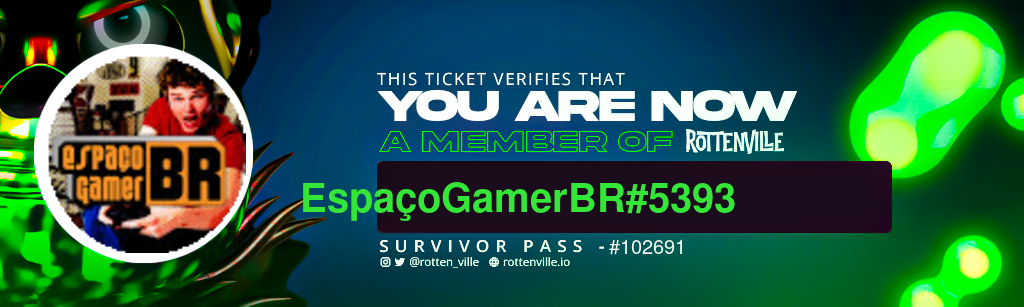 espaço
gamer BR
THIS TICKET VERIFIES THAT
YOU ARE NOW
A MEMBER OF ROTTENVILLE
EspaçoGamerBR#5393
SURVIVOR PASS - #102691
@rotten_ville rottenville.io